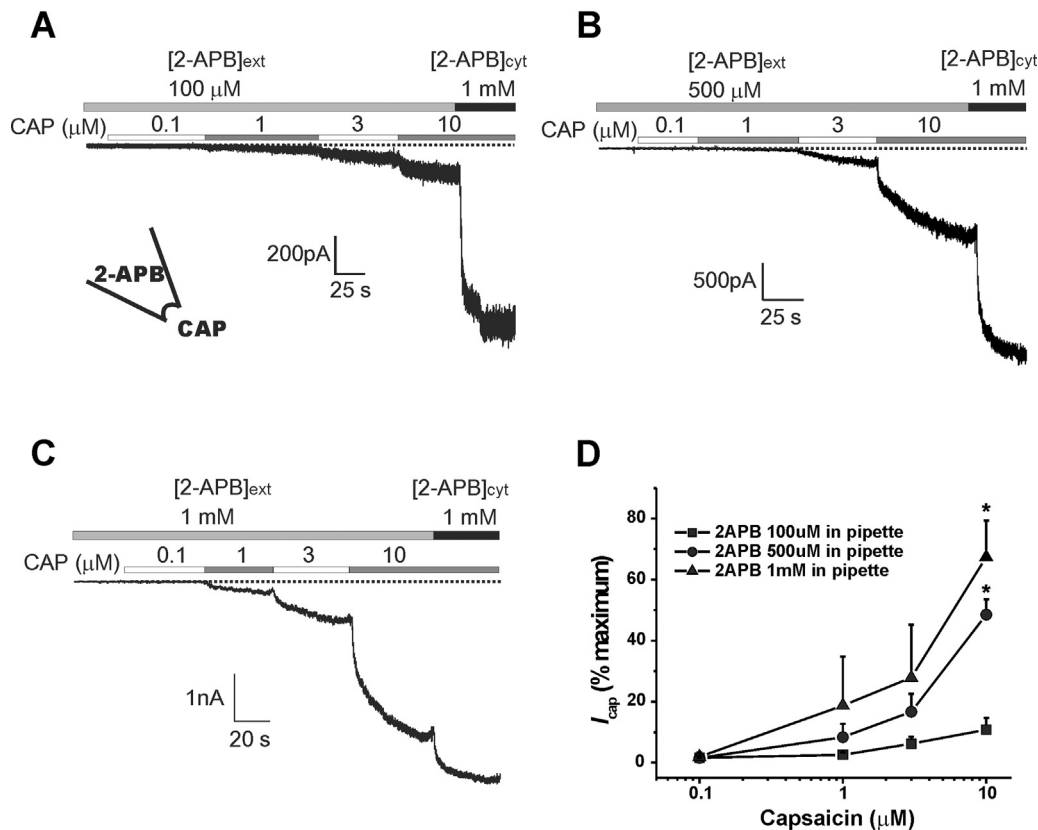 A
[2-APB]ext [2-APB]cyt
100 μM 1 mM
CAP (μM) 0.1 1 3 10
2-APB
CAP
200pA
25 s
B
[2-APB]ext [2-APB]cyt
500 μM 1 mM
CAP (μM) 0.1 1 3 10
500pA
25 s
C
[2-APB]ext [2-APB]cyt
1 mM 1 mM
CAP (μM) 0.1 1 3 10
1nA
20 s
D
Icap (% maximum)
80
60
40
20
0
2APB 100uM in pipette
2APB 500uM in pipette
2APB 1mM in pipette
*
*
0.1 1 10
Capsaicin (μM)